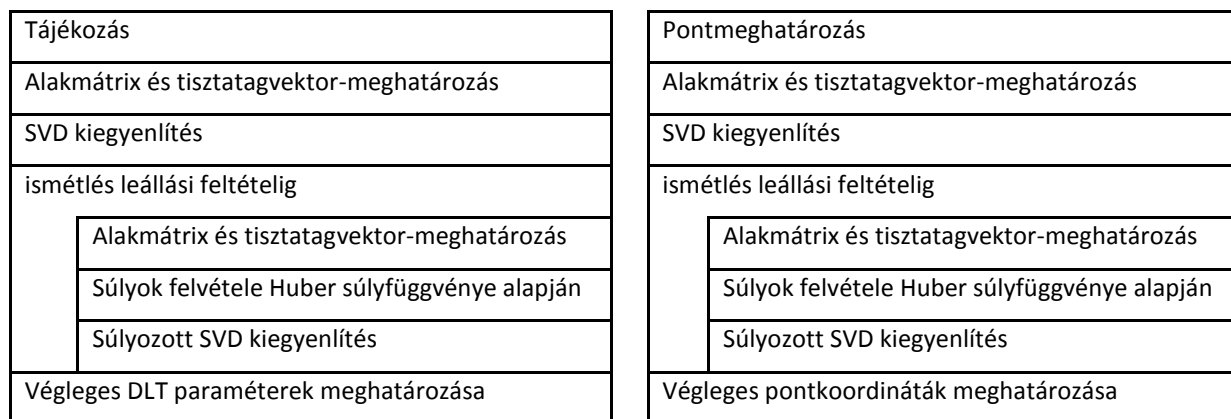 Tájékozás
Alakmátrix és tisztatagvektor-meghatározás
SVD kiegyenlítés
ismétlés leállási feltételig
Alakmátrix és tisztatagvektor-meghatározás
Súlyok felvétele Huber súlyfüggvénye alapján
Súlyozott SVD kiegyenlítés
Végleges DLT paraméterek meghatározása
Pontmeghatározás
Alakmátrix és tisztatagvektor-meghatározás
SVD kiegyenlítés
ismétlés leállási feltételig
Alakmátrix és tisztatagvektor-meghatározás
Súlyok felvétele Huber súlyfüggvénye alapján
Súlyozott SVD kiegyenlítés
Végleges pontkoordináták meghatározása